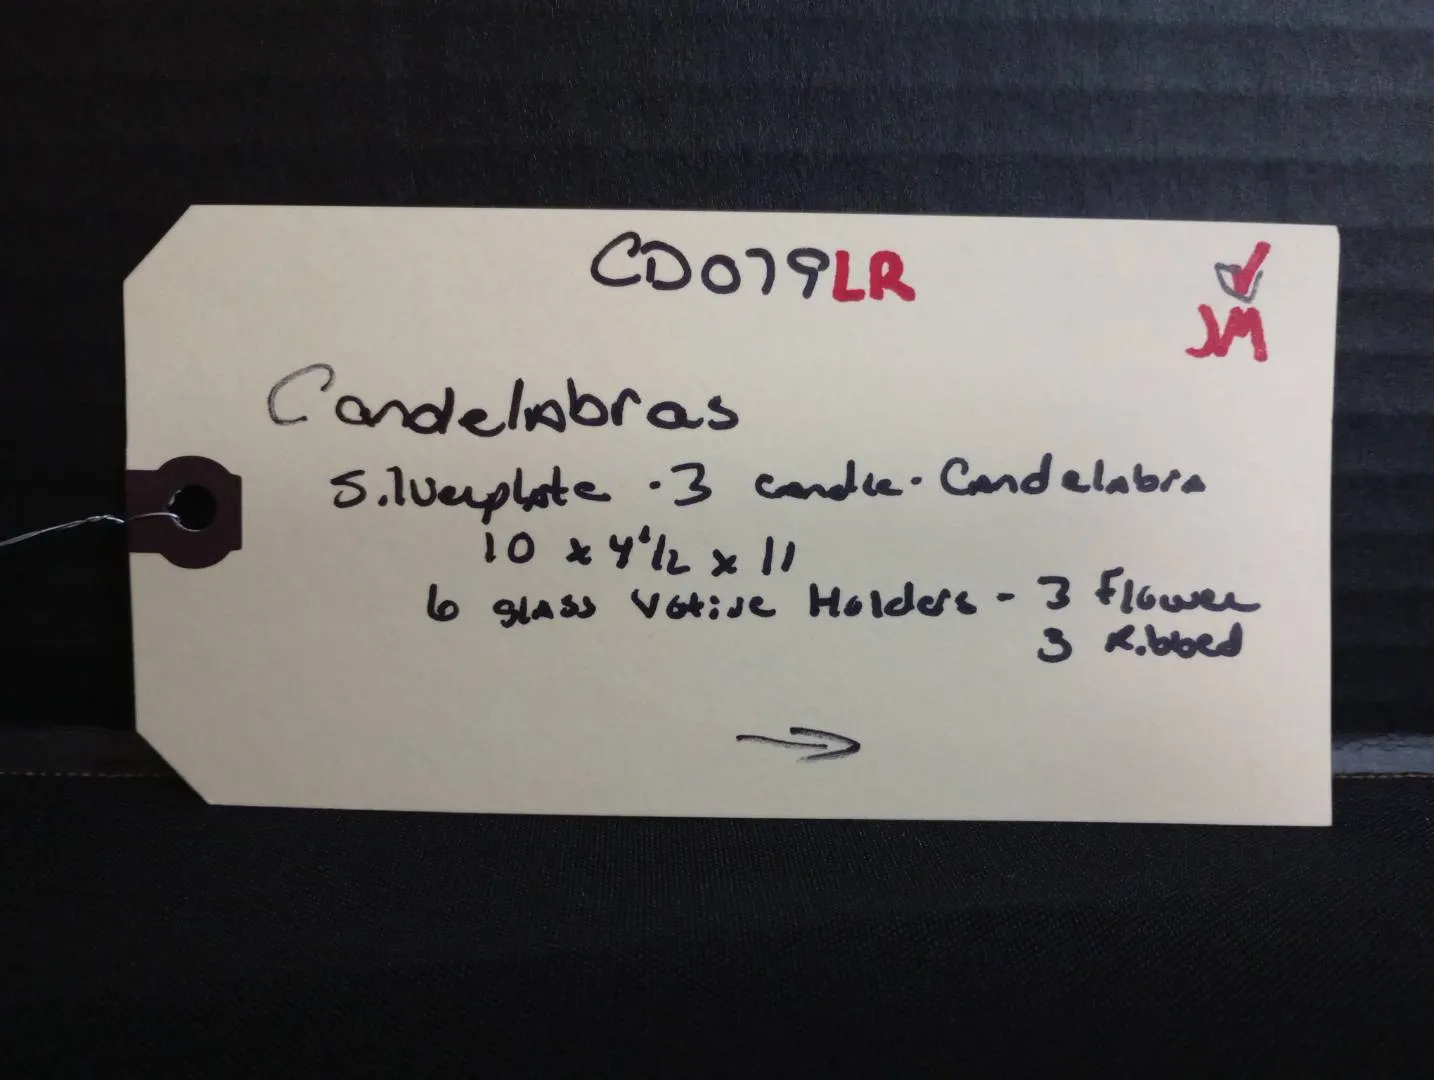 CD079LR
✓
JM
Candelabras
Silverplate - 3 candle - Candelabra
10 x 4 1/2 x 11
6 glass Votive Holders - 3 Flower
3 Ribbed
→